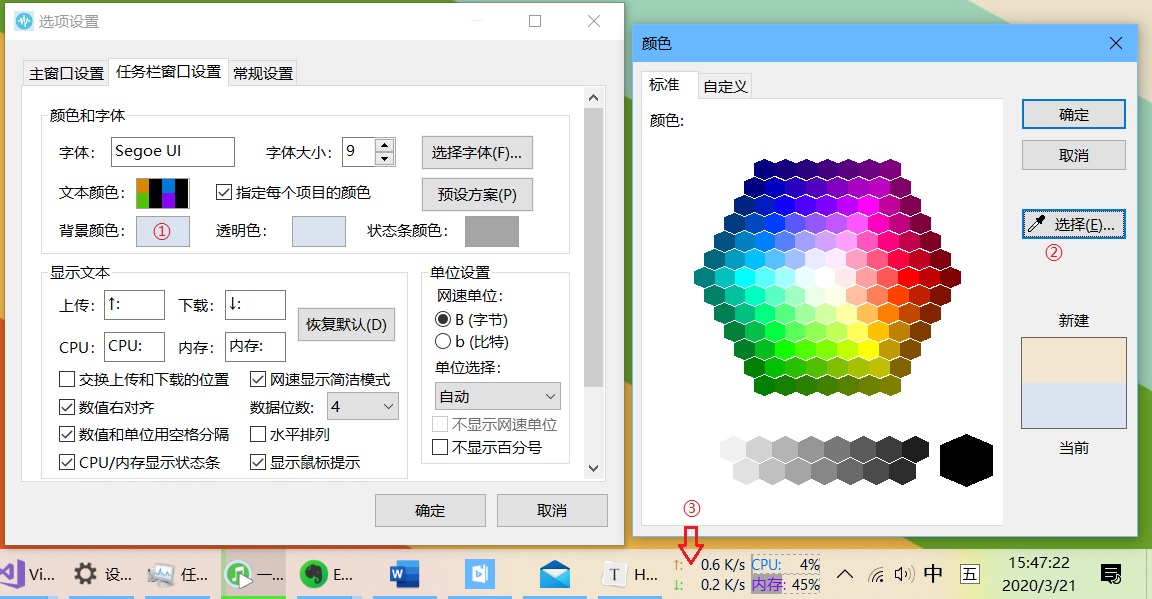 选项设置
主窗口设置 任务栏窗口设置 常规设置
颜色和字体
字体: Segoe UI 字体大小: 9 选择字体(F)...
文本颜色: 指定每个项目的颜色 预设方案(P)
背景颜色: ① 透明色: 状态条颜色:
显示文本
上传: ↑: 下载: ↓:
恢复默认(D)
CPU: CPU: 内存: 内存:
交换上传和下载的位置 网速显示简洁模式
数值右对齐 数据位数: 4
数值和单位用空格分隔 水平排列
CPU/内存显示状态条 显示鼠标提示
单位设置
网速单位:
B (字节)
b (比特)
单位选择:
自动
不显示网速单位
不显示百分号
确定 取消
颜色
标准 自定义
颜色:
确定
取消
选择(E)...
②
新建
当前
③
Vi... 设... 任... 一... E... H...
↑: 0.6 K/s CPU: 4%
↓: 0.2 K/s 内存: 45%
中 五
15:47:22
2020/3/21